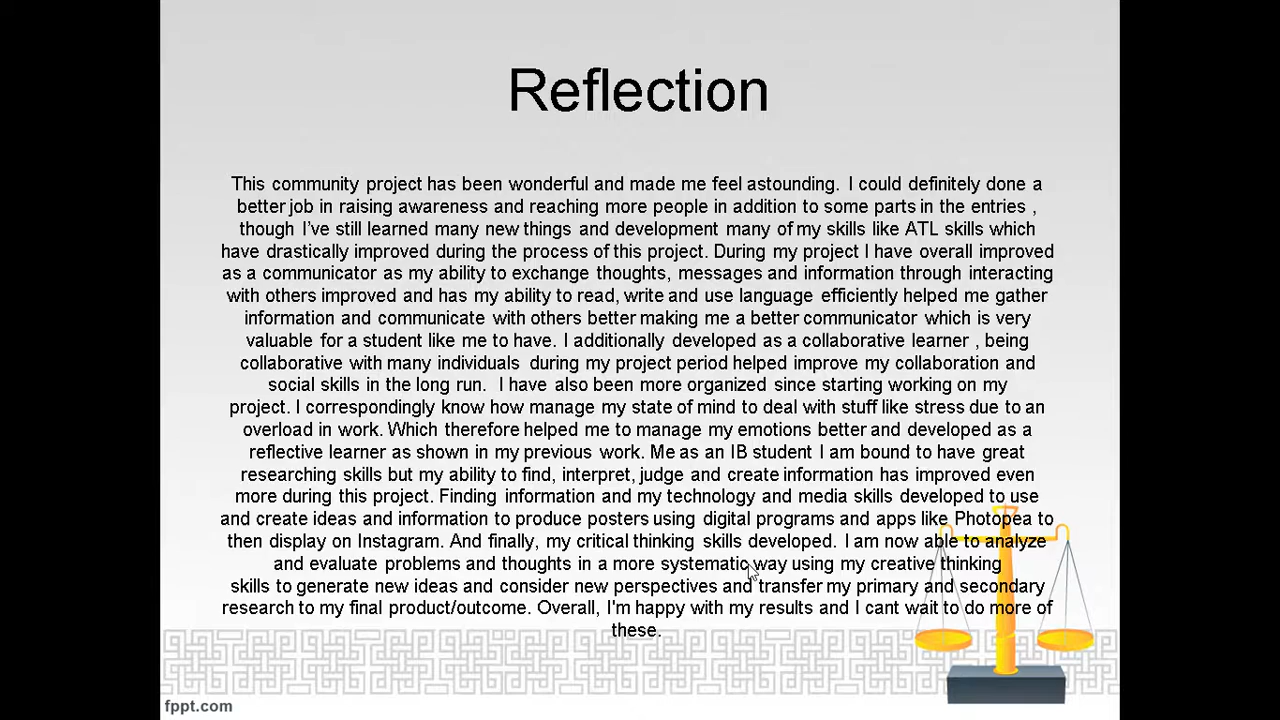 Reflection
This community project has been wonderful and made me feel astounding. I could definitely done a
better job in raising awareness and reaching more people in addition to some parts in the entries ,
though I’ve still learned many new things and development many of my skills like ATL skills which
have drastically improved during the process of this project. During my project I have overall improved
as a communicator as my ability to exchange thoughts, messages and information through interacting
with others improved and has my ability to read, write and use language efficiently helped me gather
information and communicate with others better making me a better communicator which is very
valuable for a student like me to have. I additionally developed as a collaborative learner , being
collaborative with many individuals  during my project period helped improve my collaboration and
social skills in the long run.  I have also been more organized since starting working on my
project. I correspondingly know how manage my state of mind to deal with stuff like stress due to an
overload in work. Which therefore helped me to manage my emotions better and developed as a
reflective learner as shown in my previous work. Me as an IB student I am bound to have great
researching skills but my ability to find, interpret, judge and create information has improved even
more during this project. Finding information and my technology and media skills developed to use
and create ideas and information to produce posters using digital programs and apps like Photopea to
then display on Instagram. And finally, my critical thinking skills developed. I am now able to analyze
and evaluate problems and thoughts in a more systematic way using my creative thinking
skills to generate new ideas and consider new perspectives and transfer my primary and secondary
research to my final product/outcome. Overall, I'm happy with my results and I cant wait to do more of
these.
fppt.com